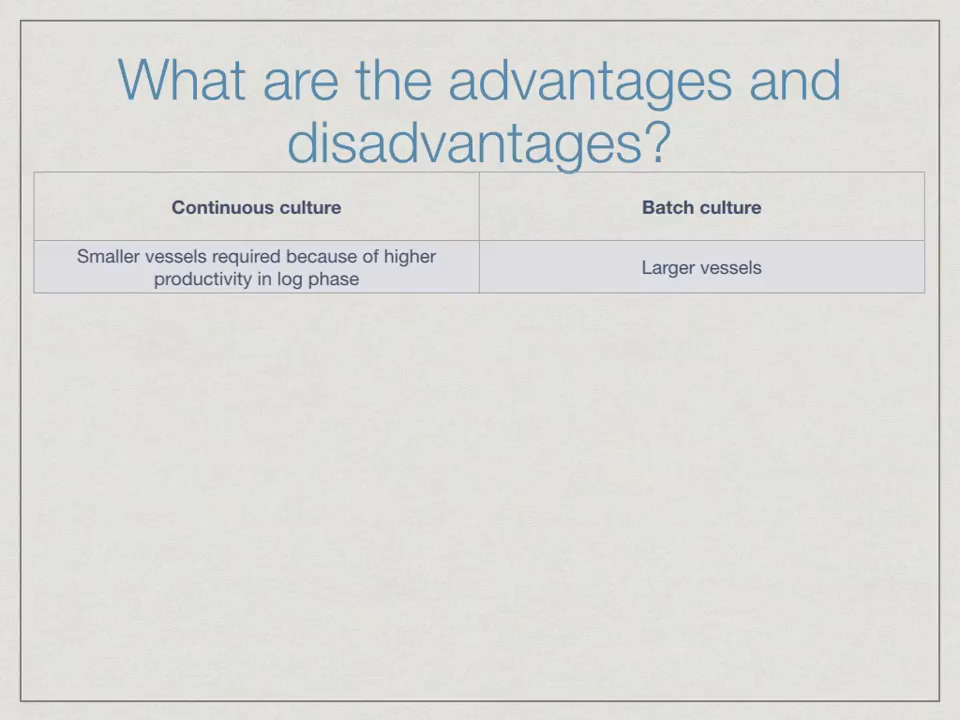 What are the advantages and
disadvantages?
Continuous culture
Batch culture
Smaller vessels required because of higher
productivity in log phase
Larger vessels